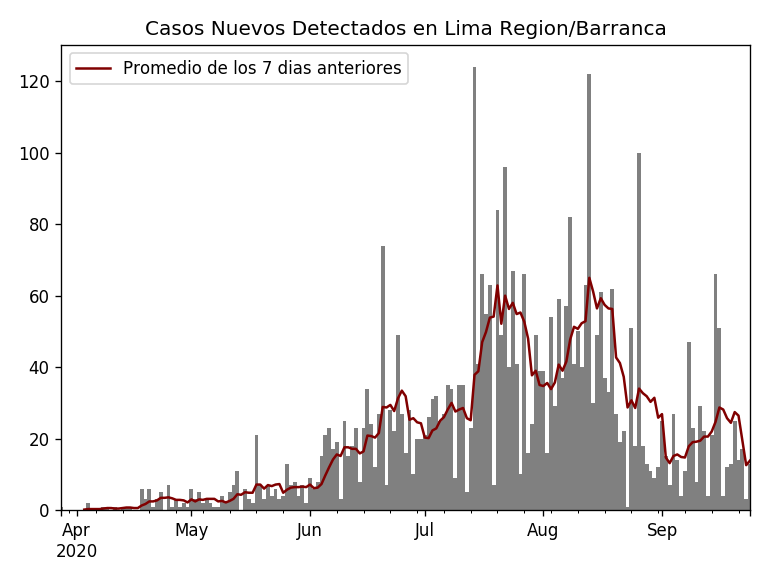 Casos Nuevos Detectados en Lima Region/Barranca
Promedio de los 7 dias anteriores
120
100
80
60
40
20
0
Apr May Jun Jul Aug Sep
2020